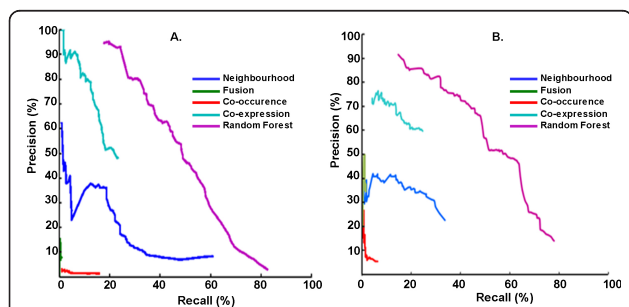 A.
100
90
80
70
60
50
40
30
20
10
Precision (%)
0
20
40
60
80
100
Recall (%)
Neighbourhood
Fusion
Co-occurence
Co-expression
Random Forest
B.
100
90
80
70
60
50
40
30
20
10
Precision (%)
0
20
40
60
80
100
Recall (%)
Neighbourhood
Fusion
Co-occurence
Co-expression
Random Forest